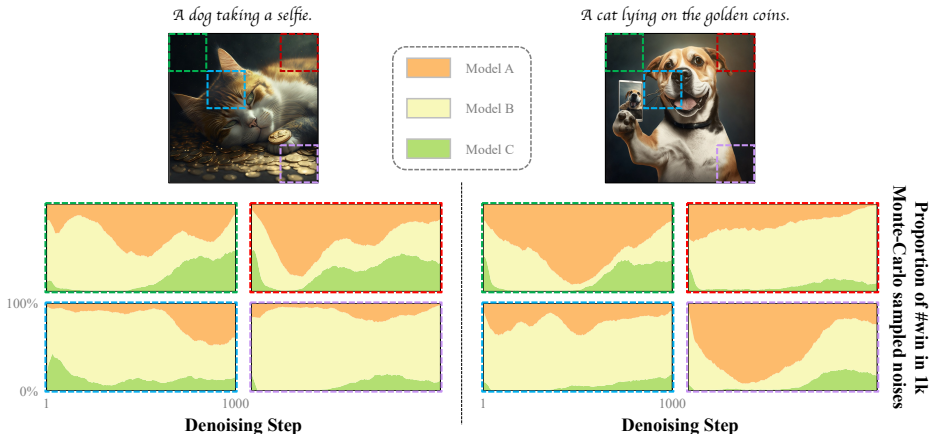 A dog taking a selfie.
A cat lying on the golden coins.
Model A
Model B
Model C
100%
0%
1
1000
Denoising Step
1
1000
Denoising Step
Proportion of #win in 1k
Monte-Carlo sampled noises